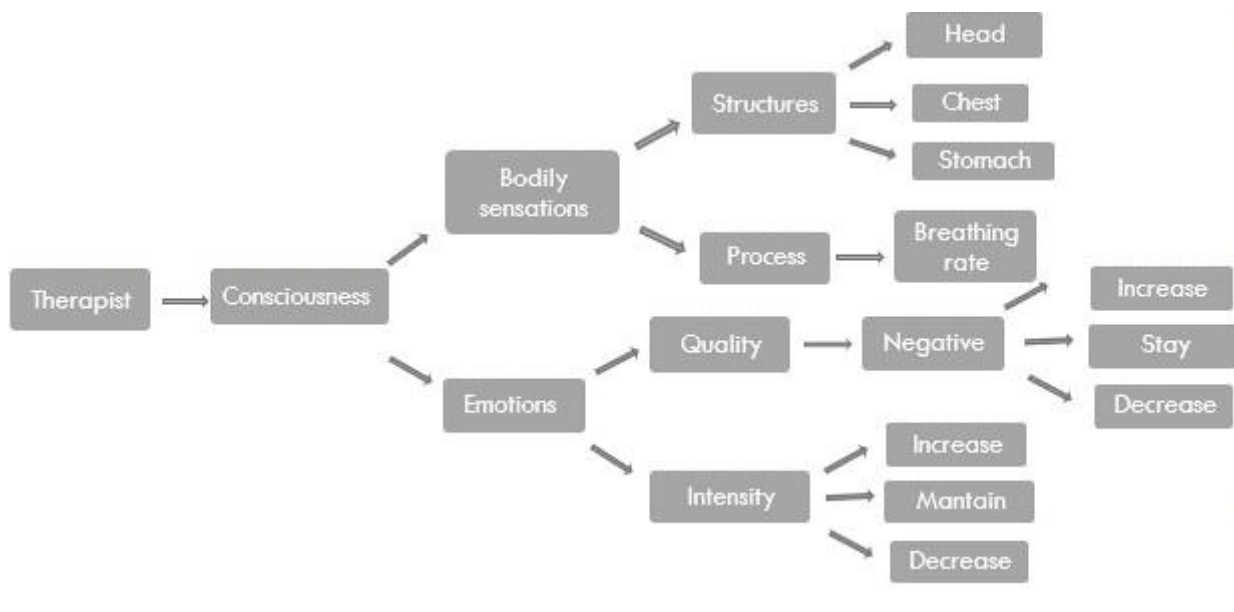 Head
Structures
Chest
Stomach
Bodily
sensations
Breathing
rate
Process
Therapist
Consciousness
Increase
Quality
Negative
Stay
Emotions
Decrease
Increase
Intensity
Mantain
Decrease